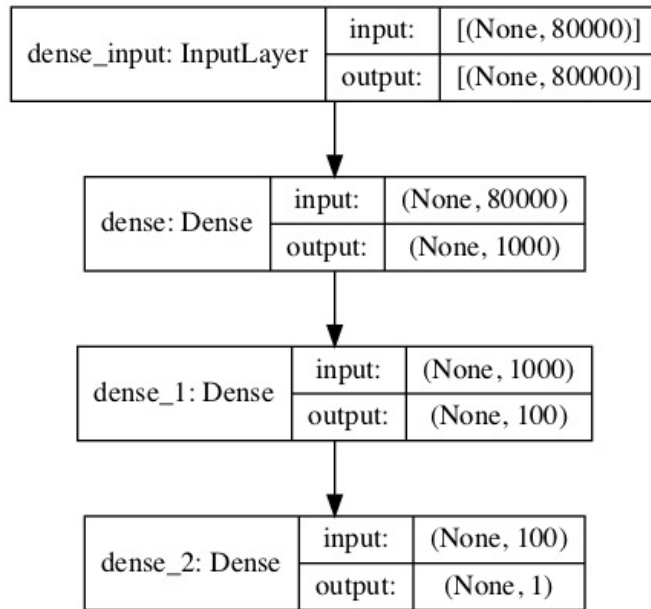 dense_input: InputLayer
input: [(None, 80000)]
output: [(None, 80000)]
dense: Dense
input: (None, 80000)
output: (None, 1000)
dense_1: Dense
input: (None, 1000)
output: (None, 100)
dense_2: Dense
input: (None, 100)
output: (None, 1)